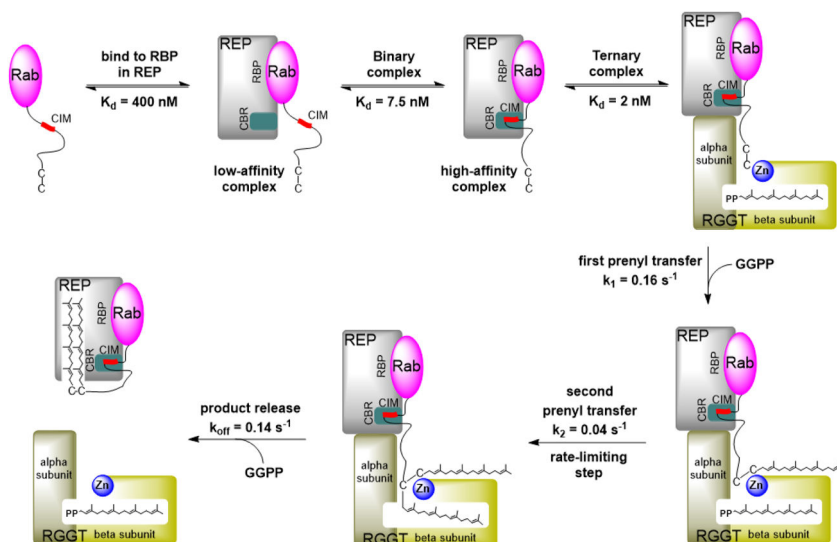 Rab
CIM
C
C
bind to RBP
in REP
Kd = 400 nM
REP
RBP
Rab
CBR
CIM
C
C
low-affinity
complex
Binary
complex
Kd = 7.5 nM
REP
RBP
Rab
CIM
CBR
C
C
high-affinity
complex
Ternary
complex
Kd = 2 nM
REP
RBP
Rab
CIM
CBR
alpha
subunit
C
C
Zn
PP
RGGT beta subunit
first prenyl transfer
k1 = 0.16 s-1
GGPP
REP
RBP
Rab
CIM
CBR
alpha
subunit
C
C
Zn
PP
RGGT beta subunit
second
prenyl transfer
k2 = 0.04 s-1
rate-limiting
step
REP
RBP
Rab
CIM
CBR
alpha
subunit
C
C
Zn
RGGT beta subunit
product release
koff = 0.14 s-1
GGPP
REP
RBP
Rab
CIM
CBR
C C
alpha
subunit
Zn
PP
RGGT beta subunit